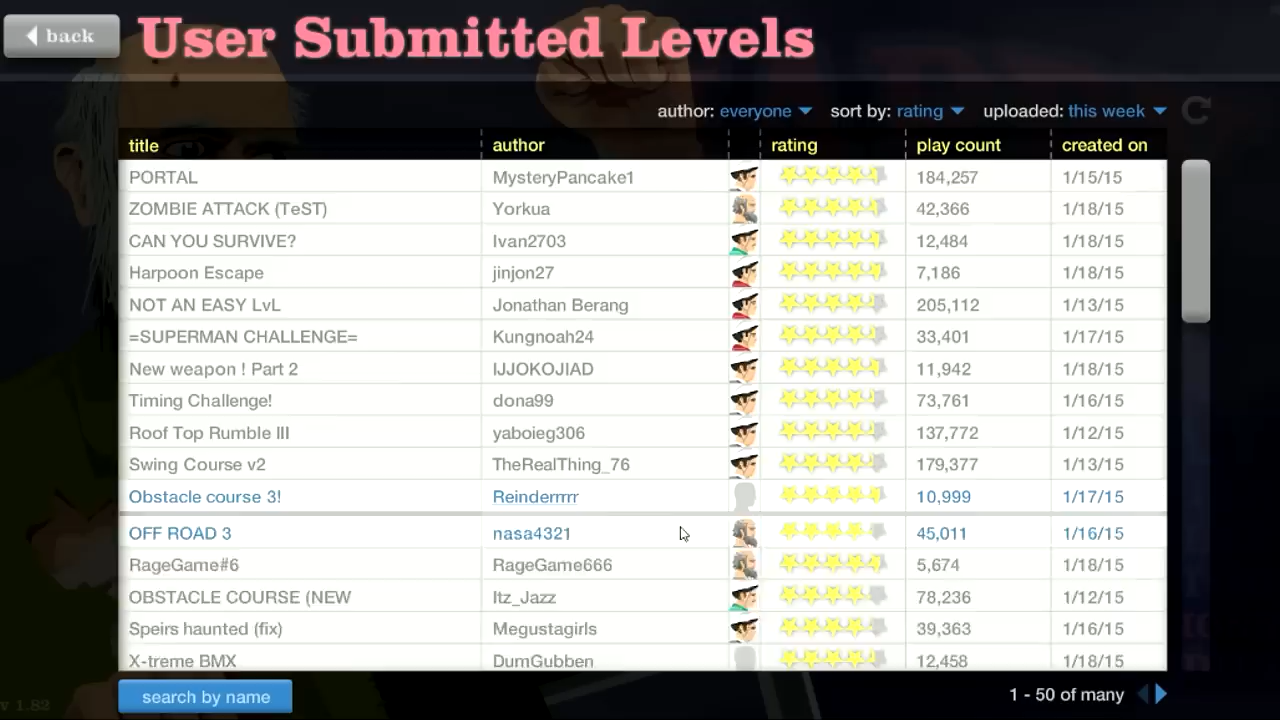 back
User Submitted Levels
author: everyone sort by: rating uploaded: this week
title author rating play count created on
PORTAL MysteryPancake1 184,257 1/15/15
ZOMBIE ATTACK (TeST) Yorkua 42,366 1/18/15
CAN YOU SURVIVE? Ivan2703 12,484 1/18/15
Harpoon Escape jinjon27 7,186 1/18/15
NOT AN EASY LvL Jonathan Berang 205,112 1/13/15
=SUPERMAN CHALLENGE= Kungnoah24 33,401 1/17/15
New weapon ! Part 2 IJJOKOJIAD 11,942 1/18/15
Timing Challenge! dona99 73,761 1/16/15
Roof Top Rumble III yaboieg306 137,772 1/12/15
Swing Course v2 TheRealThing_76 179,377 1/13/15
Obstacle course 3! Reinderrrrr 10,999 1/17/15
OFF ROAD 3 nasa4321 45,011 1/16/15
RageGame#6 RageGame666 5,674 1/18/15
OBSTACLE COURSE (NEW Itz_Jazz 78,236 1/12/15
Speirs haunted (fix) Megustagirls 39,363 1/16/15
X-treme BMX DumGubben 12,458 1/18/15
search by name 1 - 50 of many
v 1.82